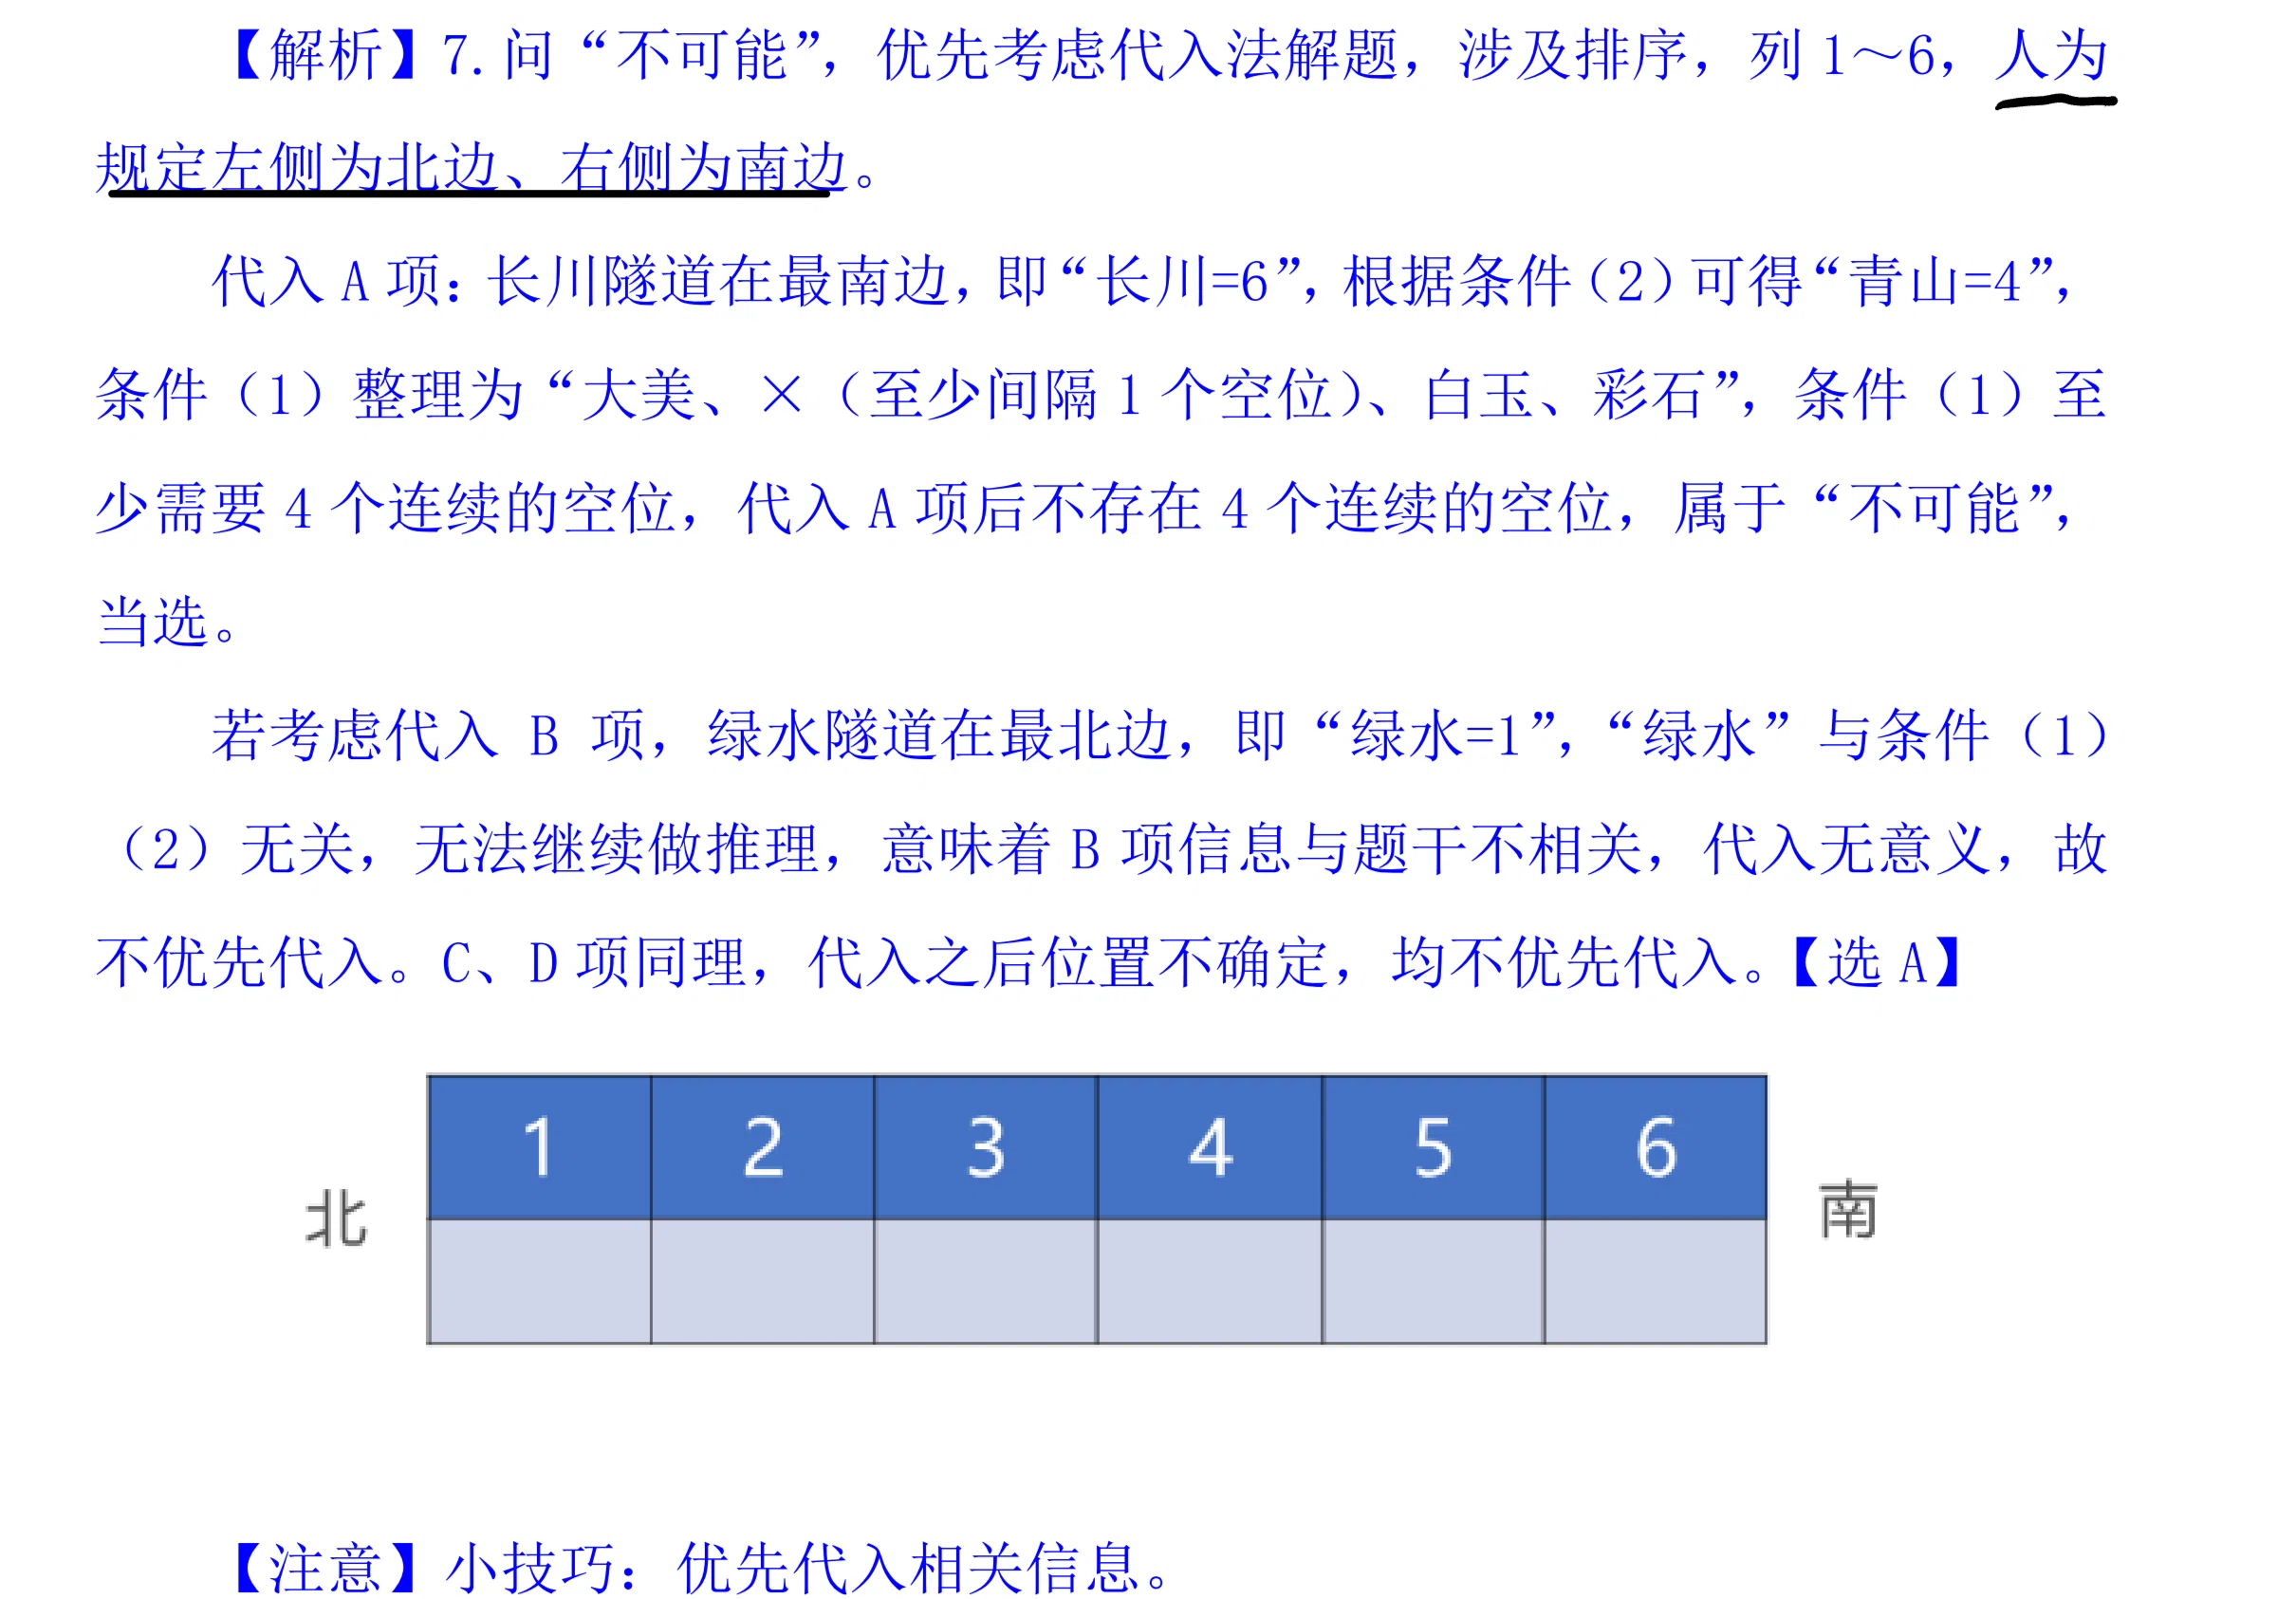 【解析】7.问“不可能”，优先考虑代入法解题，涉及排序，列 1～6，人为
规定左侧为北边、右侧为南边。
代入 A 项：长川隧道在最南边，即“长川=6”，根据条件（2）可得“青山=4”，
条件（1）整理为“大美、×（至少间隔 1 个空位）、白玉、彩石”，条件（1）至
少需要 4 个连续的空位，代入 A 项后不存在 4 个连续的空位，属于“不可能”，
当选。
若考虑代入 B 项，绿水隧道在最北边，即“绿水=1”，“绿水”与条件（1）
（2）无关，无法继续做推理，意味着 B 项信息与题干不相关，代入无意义，故
不优先代入。C、D 项同理，代入之后位置不确定，均不优先代入。【选 A】
1 2 3 4 5 6
北 南
【注意】小技巧：优先代入相关信息。